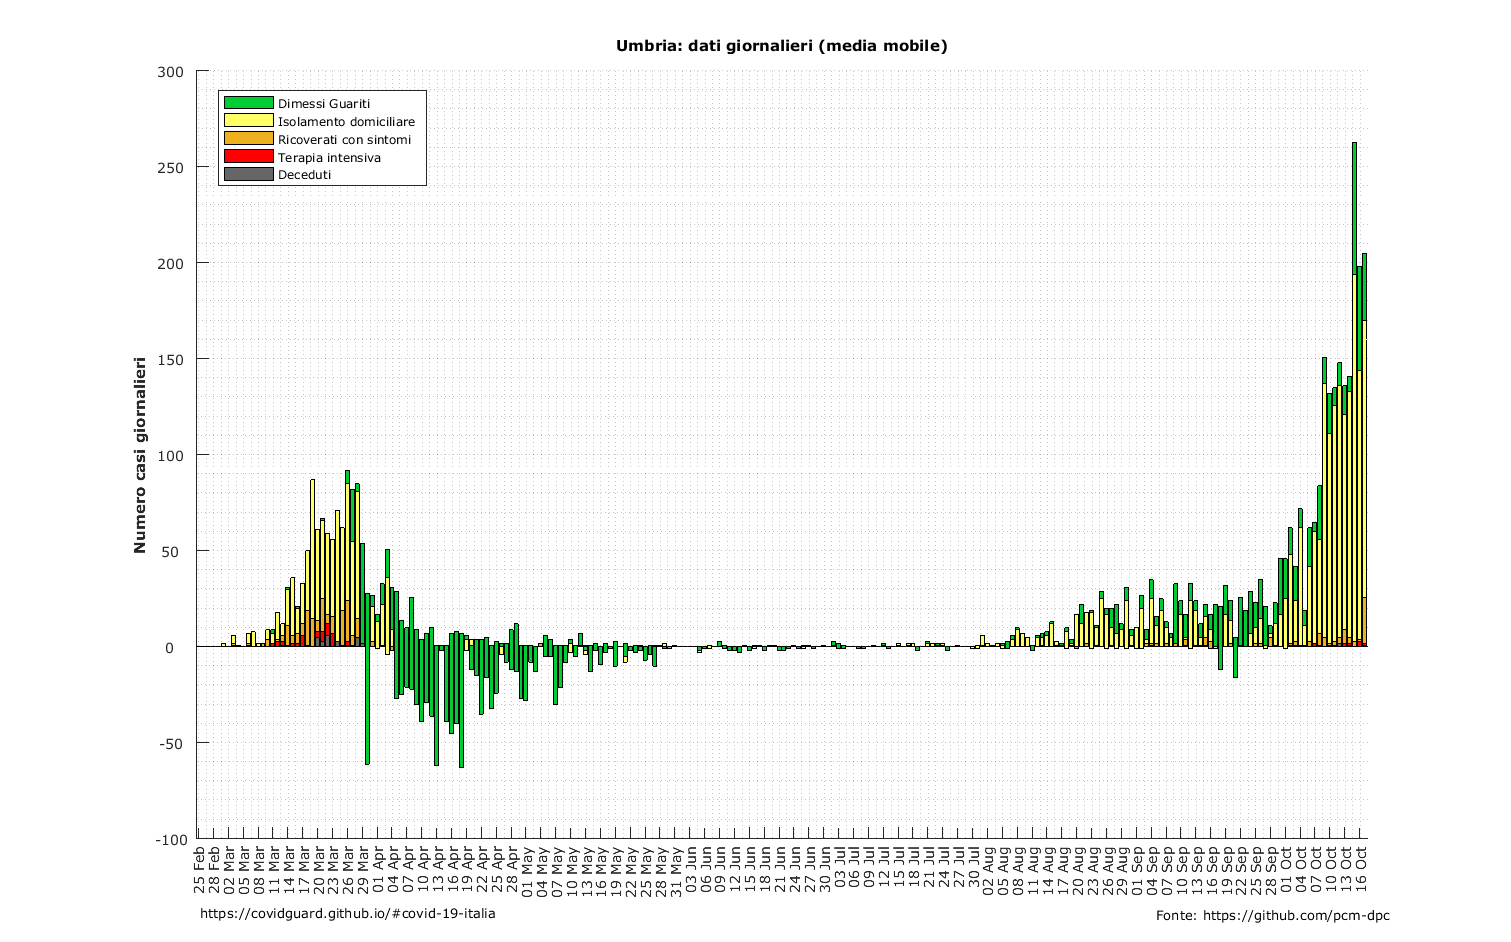 Umbria: dati giornalieri (media mobile)
300
250
200
150
100
50
0
-50
-100
Numero casi giornalieri
Dimessi Guariti
Isolamento domiciliare
Ricoverati con sintomi
Terapia intensiva
Deceduti
25 Feb
28 Feb
02 Mar
05 Mar
08 Mar
11 Mar
14 Mar
17 Mar
20 Mar
23 Mar
26 Mar
29 Mar
01 Apr
04 Apr
07 Apr
10 Apr
13 Apr
16 Apr
19 Apr
22 Apr
25 Apr
28 Apr
01 May
04 May
07 May
10 May
13 May
16 May
19 May
22 May
25 May
28 May
31 May
03 Jun
06 Jun
09 Jun
12 Jun
15 Jun
18 Jun
21 Jun
24 Jun
27 Jun
30 Jun
03 Jul
06 Jul
09 Jul
12 Jul
15 Jul
18 Jul
21 Jul
24 Jul
27 Jul
30 Jul
02 Aug
05 Aug
08 Aug
11 Aug
14 Aug
17 Aug
20 Aug
23 Aug
26 Aug
29 Aug
01 Sep
04 Sep
07 Sep
10 Sep
13 Sep
16 Sep
19 Sep
22 Sep
25 Sep
28 Sep
01 Oct
04 Oct
07 Oct
10 Oct
13 Oct
16 Oct
https://covidguard.github.io/#covid-19-italia
Fonte: https://github.com/pcm-dpc